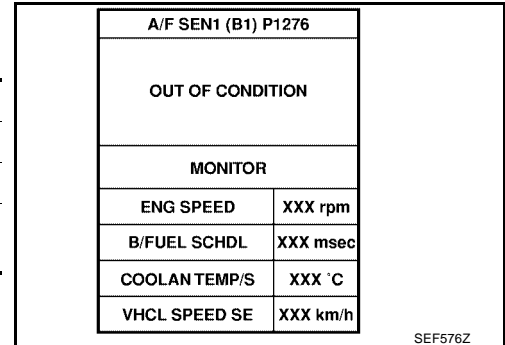 A/F SEN1 (B1) P1276
OUT OF CONDITION
MONITOR
ENG SPEED XXX rpm
B/FUEL SCHDL XXX msec
COOLAN TEMP/S XXX °C
VHCL SPEED SE XXX km/h
SEF576Z